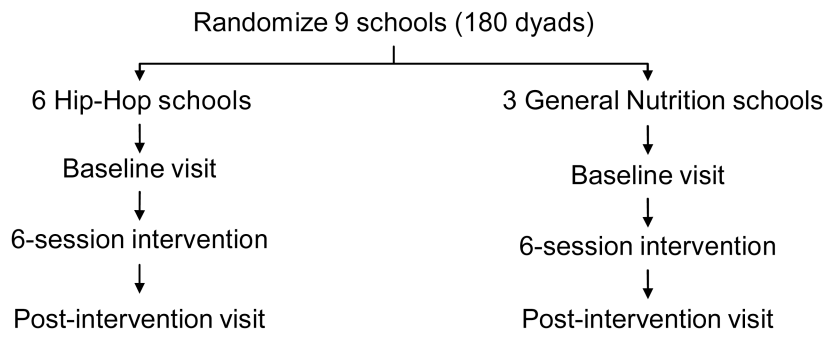 Randomize 9 schools (180 dyads)
6 Hip-Hop schools
3 General Nutrition schools
Baseline visit
Baseline visit
6-session intervention
6-session intervention
Post-intervention visit
Post-intervention visit